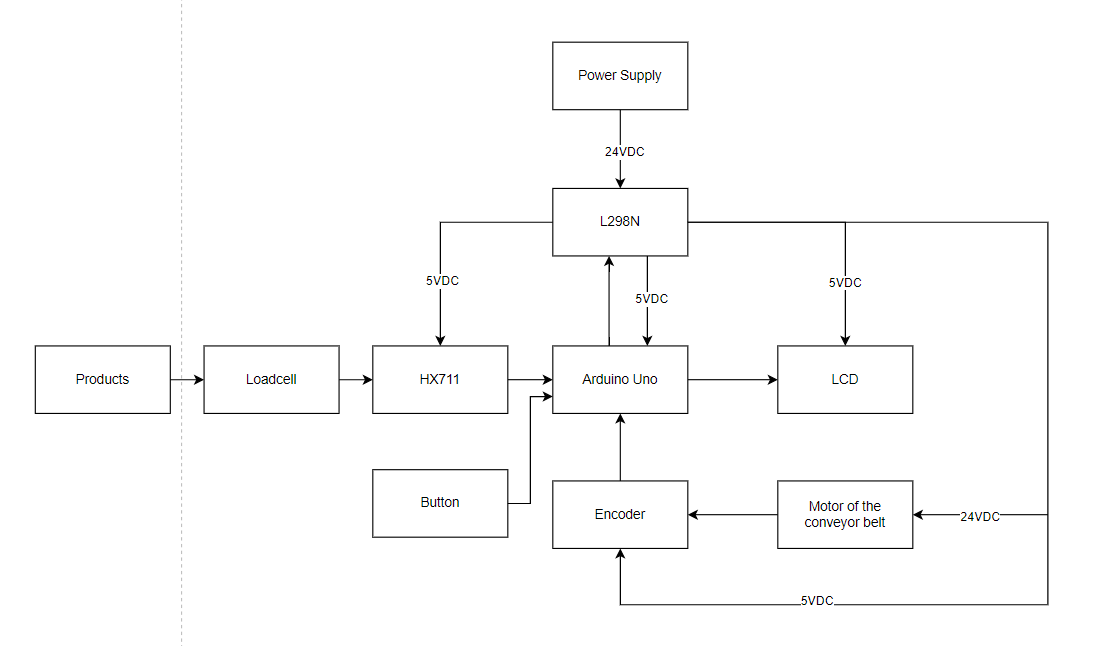 Power Supply
24VDC
L298N
5VDC
5VDC
5VDC
Products
Loadcell
HX711
Arduino Uno
LCD
Button
Encoder
Motor of the
conveyor belt
24VDC
5VDC